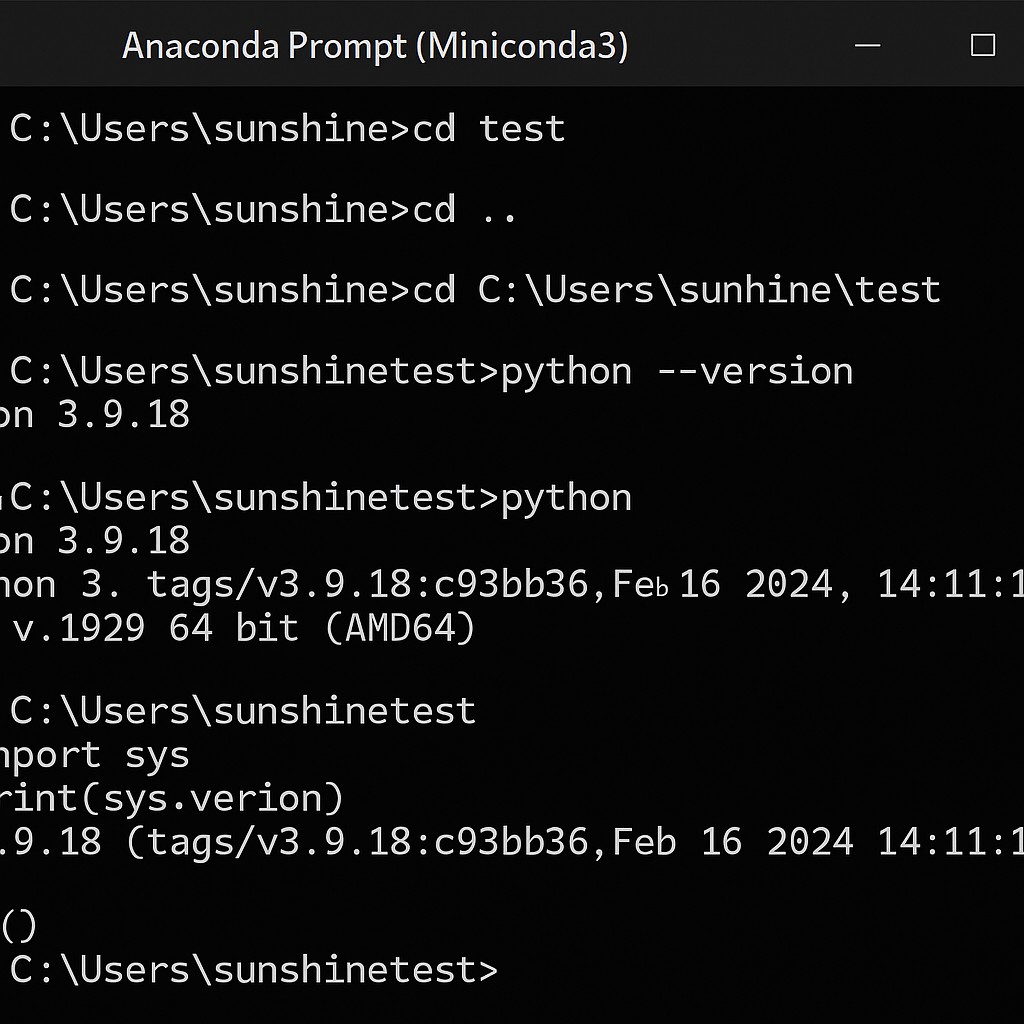 Anaconda Prompt (Miniconda3)
C:\Users\sunshine>cd test
C:\Users\sunshine>cd ..
C:\Users\sunshine>cd C:\Users\sunhine\test
C:\Users\sunshinetest>python --version
on 3.9.18
C:\Users\sunshinetest>python
on 3.9.18
hon 3. tags/v3.9.18:c93bb36,Feb 16 2024, 14:11:1
v.1929 64 bit (AMD64)
C:\Users\sunshinetest
mport sys
rint(sys.verion)
.9.18 (tags/v3.9.18:c93bb36,Feb 16 2024 14:11:1
()
C:\Users\sunshinetest>